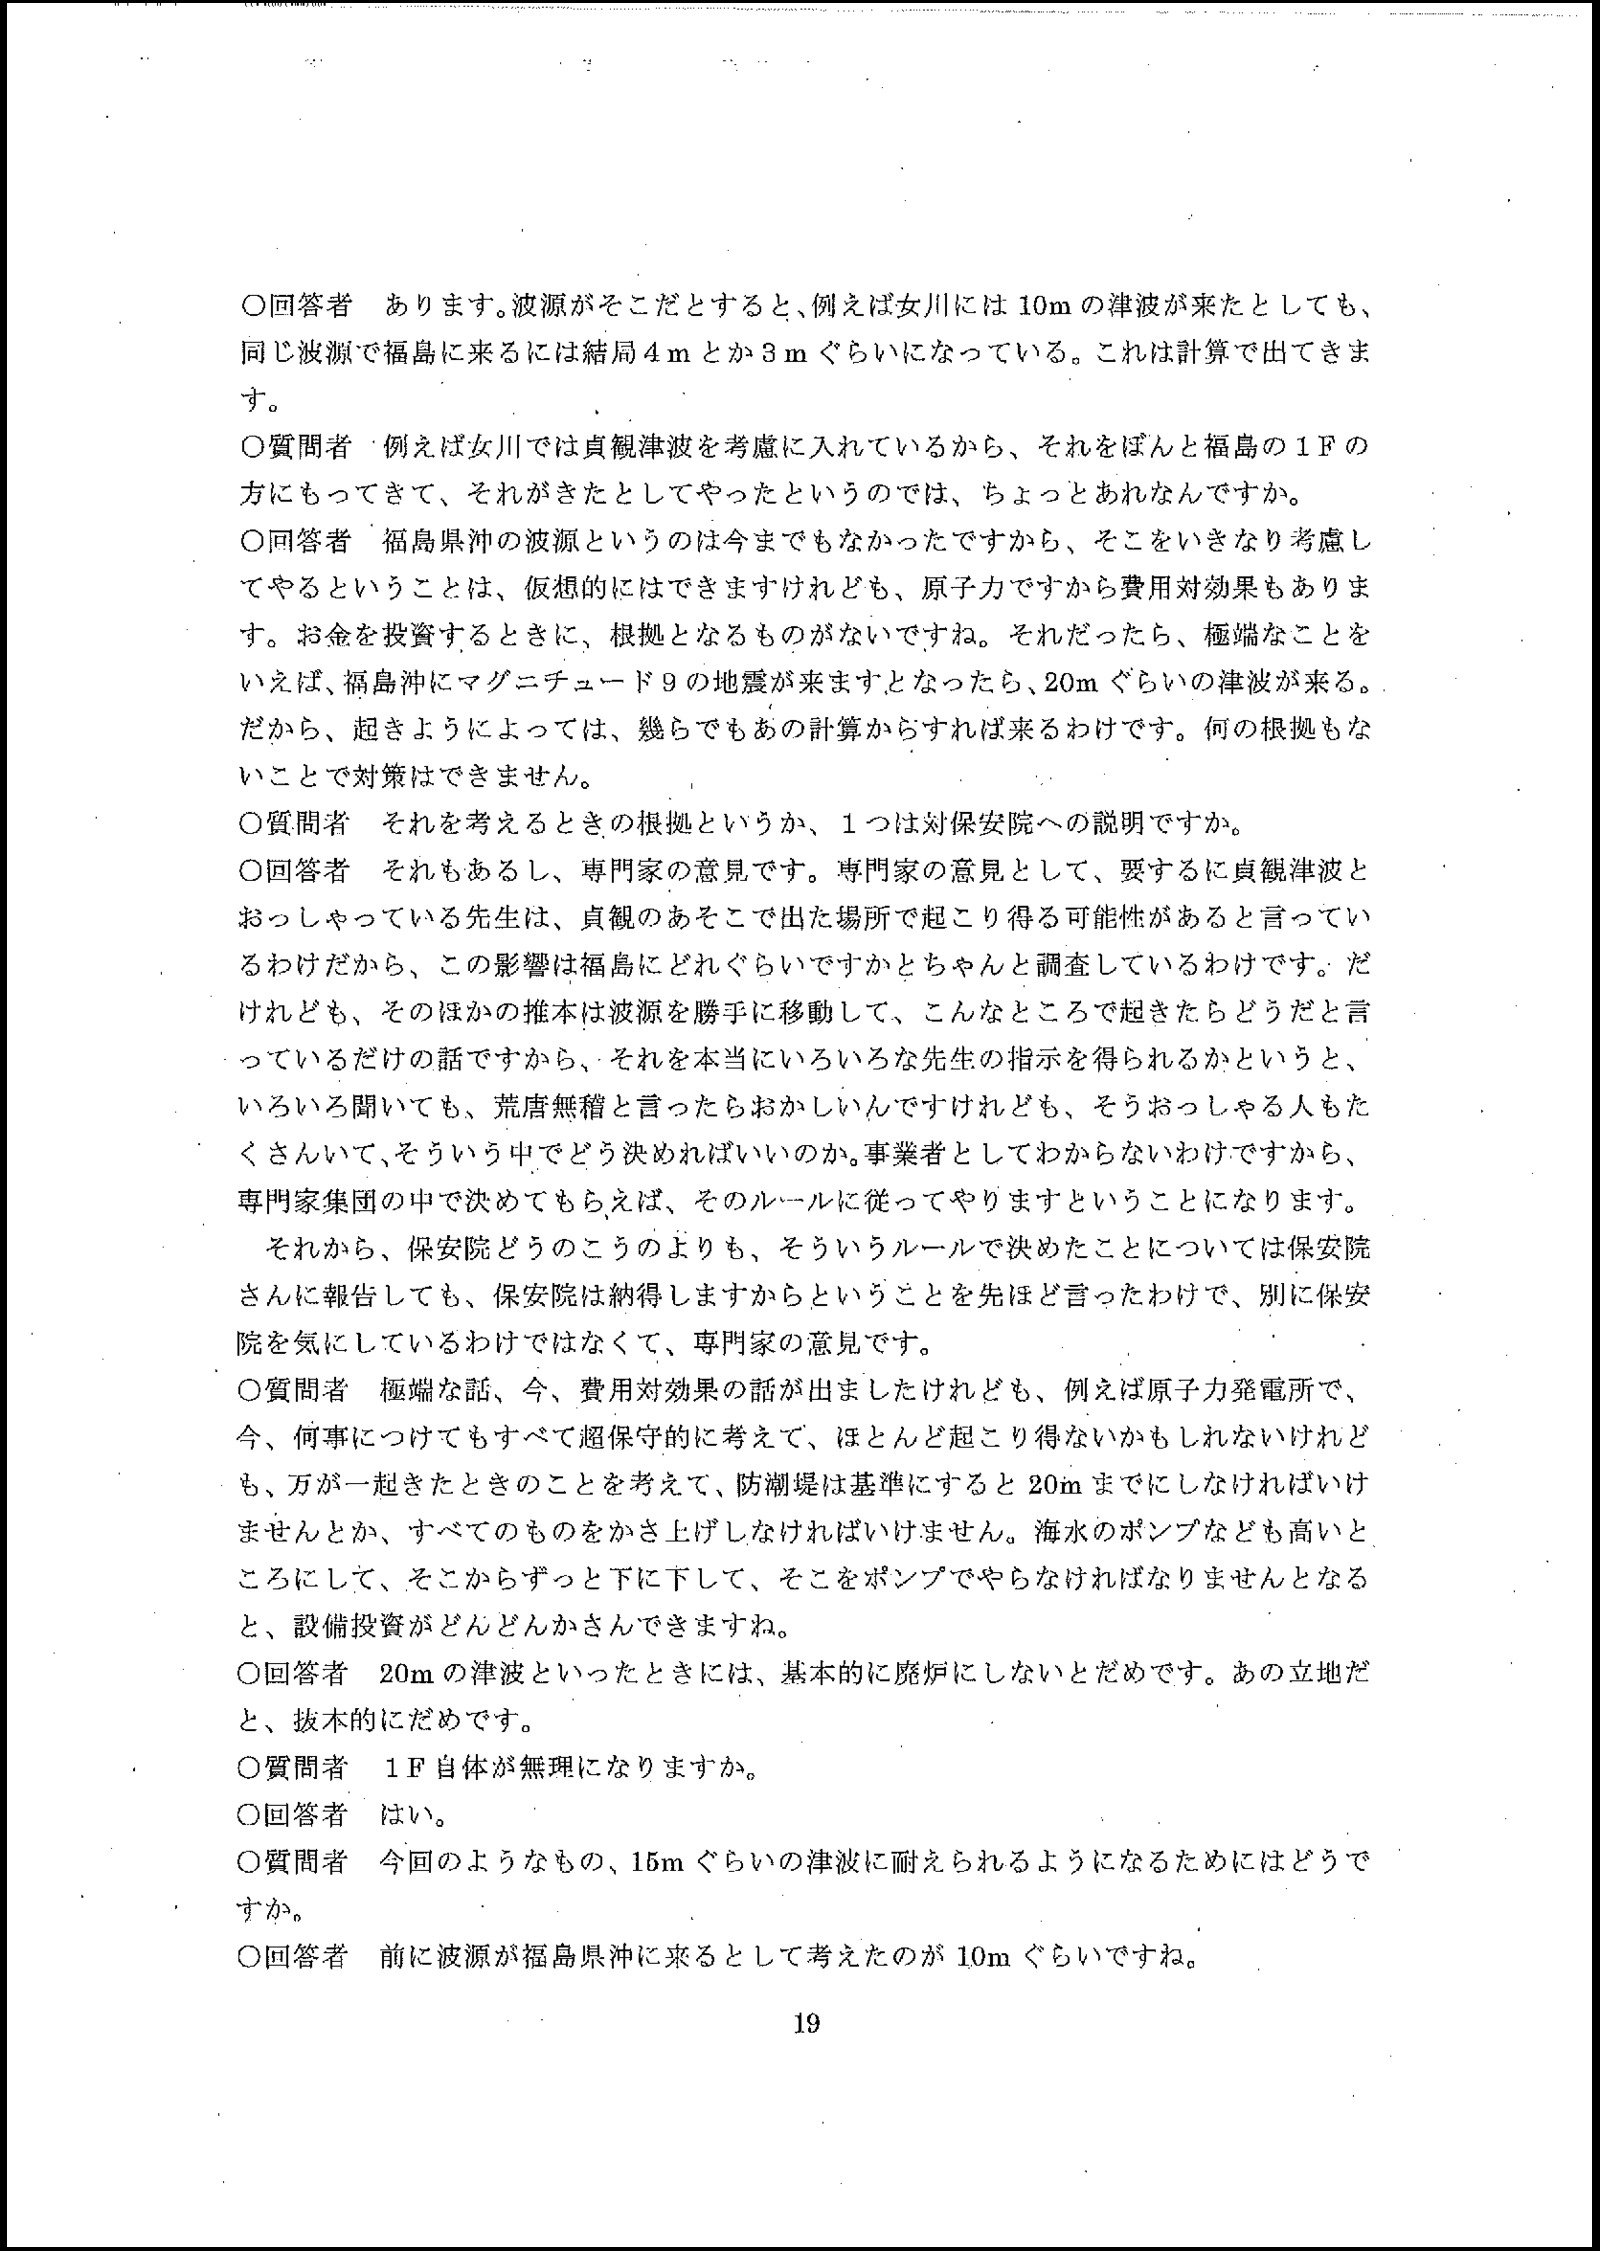 ○回答者　あります。波源がそこだとすると、例えば女川には 10m の津波が来たとしても、
同じ波源で福島に来るには結局４ｍとか３ｍぐらいになっている。これは計算で出てきま
す。
○質問者　例えば女川では貞観津波を考慮に入れているから、それをぼんと福島の１Ｆの
方にもってきて、それがきたとしてやったというのでは、ちょっとあれなんですか。
○回答者　福島県沖の波源というのは今までもなかったですから、そこをいきなり考慮し
てやるということは、仮想的にはできますけれども、原子力ですから費用対効果もありま
す。お金を投資するときに、根拠となるものがないですね。それだったら、極端なことを
いえば、福島沖にマグニチュード９の地震が来ますとなったら、20m ぐらいの津波が来る。
だから、起きようによっては、幾らでもあの計算からすれば来るわけです。何の根拠もな
いことで対策はできません。
○質問者　それを考えるときの根拠というか、１つは対保安院への説明ですか。
○回答者　それもあるし、専門家の意見です。専門家の意見として、要するに貞観津波と
おっしゃっている先生は、貞観のあそこで出た場所で起こり得る可能性があると言ってい
るわけだから、この影響は福島にどれぐらいですかとちゃんと調査しているわけです。だ
けれども、そのほかの推本は波源を勝手に移動して、こんなところで起きたらどうだと言
っているだけの話ですから、それを本当にいろいろな先生の指示を得られるかというと、
いろいろ聞いても、荒唐無稽と言ったらおかしいんですけれども、そうおっしゃる人もた
くさんいて、そういう中でどう決めればいいのか。事業者としてわからないわけですから、
専門家集団の中で決めてもらえば、そのルールに従ってやりますということになります。
　それから、保安院どうのこうのよりも、そういうルールで決めたことについては保安院
さんに報告しても、保安院は納得しますからということを先ほど言ったわけで、別に保安
院を気にしているわけではなくて、専門家の意見です。
○質問者　極端な話、今、費用対効果の話が出ましたけれども、例えば原子力発電所で、
今、何事につけてもすべて超保守的に考えて、ほとんど起こり得ないかもしれないけれど
も、万が一起きたときのことを考えて、防潮堤は基準にすると 20m までにしなければいけ
ませんとか、すべてのものをかさ上げしなければいけません。海水のポンプなども高いと
ころにして、そこからずっと下に下して、そこをポンプでやらなければなりませんとなる
と、設備投資がどんどんかさんできますね。
○回答者　20m の津波といったときには、基本的に廃炉にしないとだめです。あの立地だ
と、抜本的にだめです。
○質問者　１Ｆ自体が無理になりますか。
○回答者　はい。
○質問者　今回のようなもの、15m ぐらいの津波に耐えられるようになるためにはどうで
すか。
○回答者　前に波源が福島県沖に来るとして考えたのが 10m ぐらいですね。
19